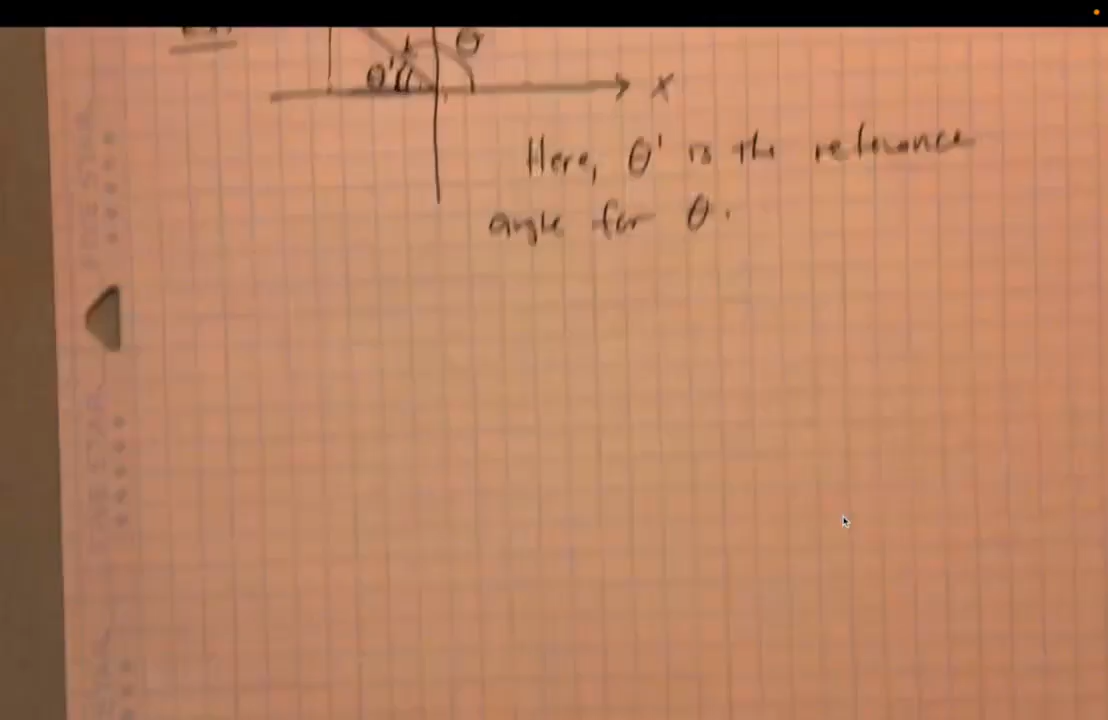 θ
θ' x
Here, θ' is the reference
angle for θ.